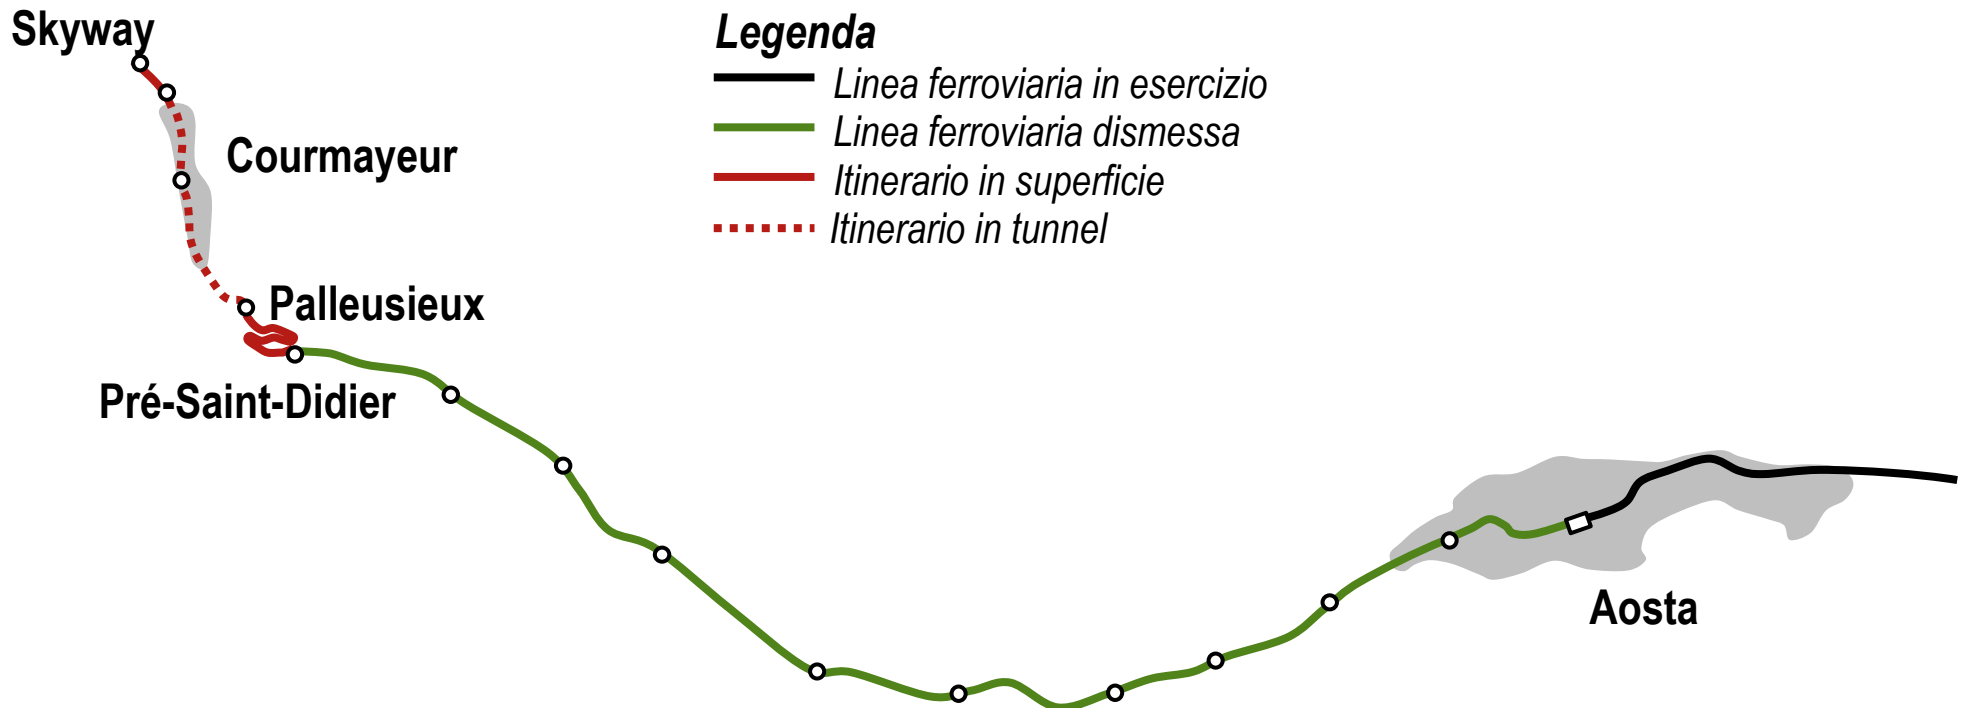 Skyway
Legenda
Linea ferroviaria in esercizio
Linea ferroviaria dismessa
Itinerario in superficie
Itinerario in tunnel
Courmayeur
Palleusieux
Pré-Saint-Didier
Aosta